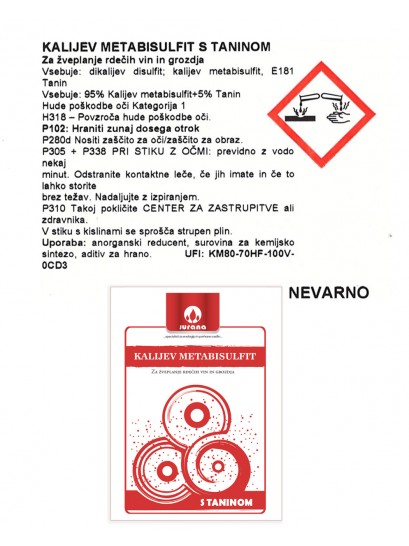 KALIJEV METABISULFIT S TANINOM
Za žveplanje rdečih vin in grozdja
Vsebuje: dikalijev disulfit; kalijev metabisulfit, E181
Tanin
Vsebuje: 95% Kalijev metabisulfit+5% Tanin
Hude poškodbe oči Kategorija 1
H318 – Povzroča hude poškodbe oči.
P102: Hraniti zunaj dosega otrok
P280d Nositi zaščito za oči/zaščito za obraz.
P305 + P338 PRI STIKU Z OČMI: previdno z vodo
nekaj
minut. Odstranite kontaktne leče, če jih imate in če to
lahko storite
brez težav. Nadaljujte z izpiranjem.
P310 Takoj pokličite CENTER ZA ZASTRUPITVE ali
zdravnika.
V stiku s kislinami se sprošča strupen plin.
Uporaba: anorganski reducent, surovina za kemijsko
sintezo, aditiv za hrano. UFI: KM80-70HF-100V-
0CD3
NEVARNO
iurana
KALIJEV METABISULFIT
Za žveplanje rdečih vin in grozdja
S TANINOM